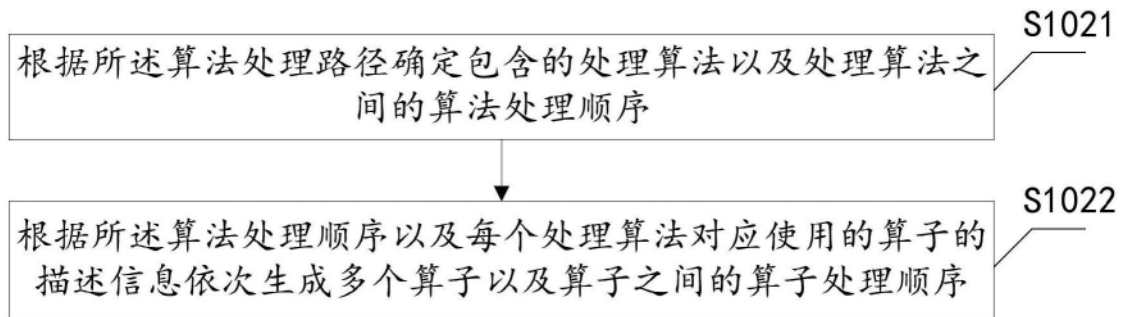 S1021
根据所述算法处理路径确定包含的处理算法以及处理算法之
间的算法处理顺序
S1022
根据所述算法处理顺序以及每个处理算法对应使用的算子的
描述信息依次生成多个算子以及算子之间的算子处理顺序